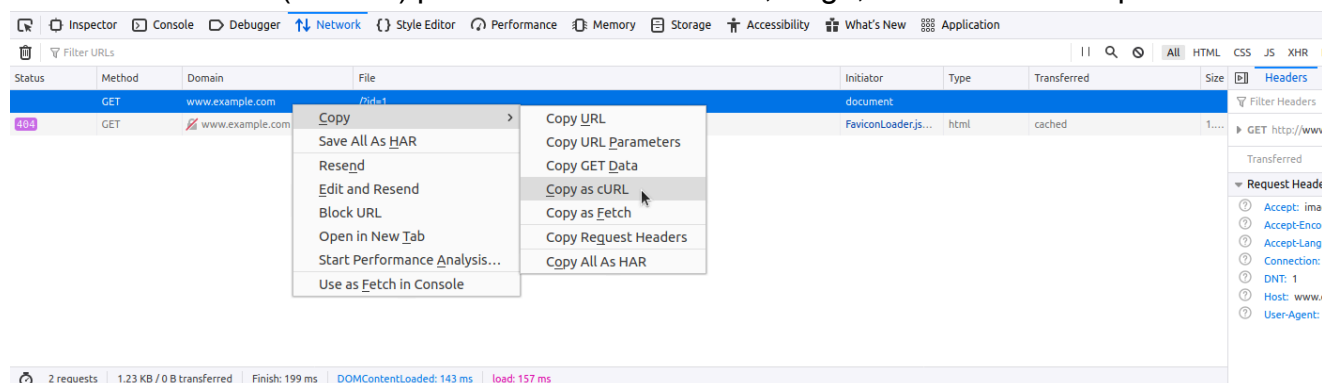 Inspector Console Debugger Network Style Editor Performance Memory Storage Accessibility What's New Application
Filter URLs All HTML CSS JS XHR
Status Method Domain File Initiator Type Transferred Size Headers
GET www.example.com /?id=1 document Filter Headers
404 GET www.example.com FaviconLoader.js... html cached 1.... GET http://www
Copy
Save All As HAR
Resend
Edit and Resend
Block URL
Open in New Tab
Start Performance Analysis...
Use as Fetch in Console
Copy URL
Copy URL Parameters
Copy GET Data
Copy as cURL
Copy as Fetch
Copy Request Headers
Copy All As HAR
Transferred
Request Heade
Accept: ima
Accept-Enco
Accept-Lang
Connection:
DNT: 1
Host: www.
User-Agent:
2 requests 1.23 KB / 0 B transferred Finish: 199 ms DOMContentLoaded: 143 ms load: 157 ms